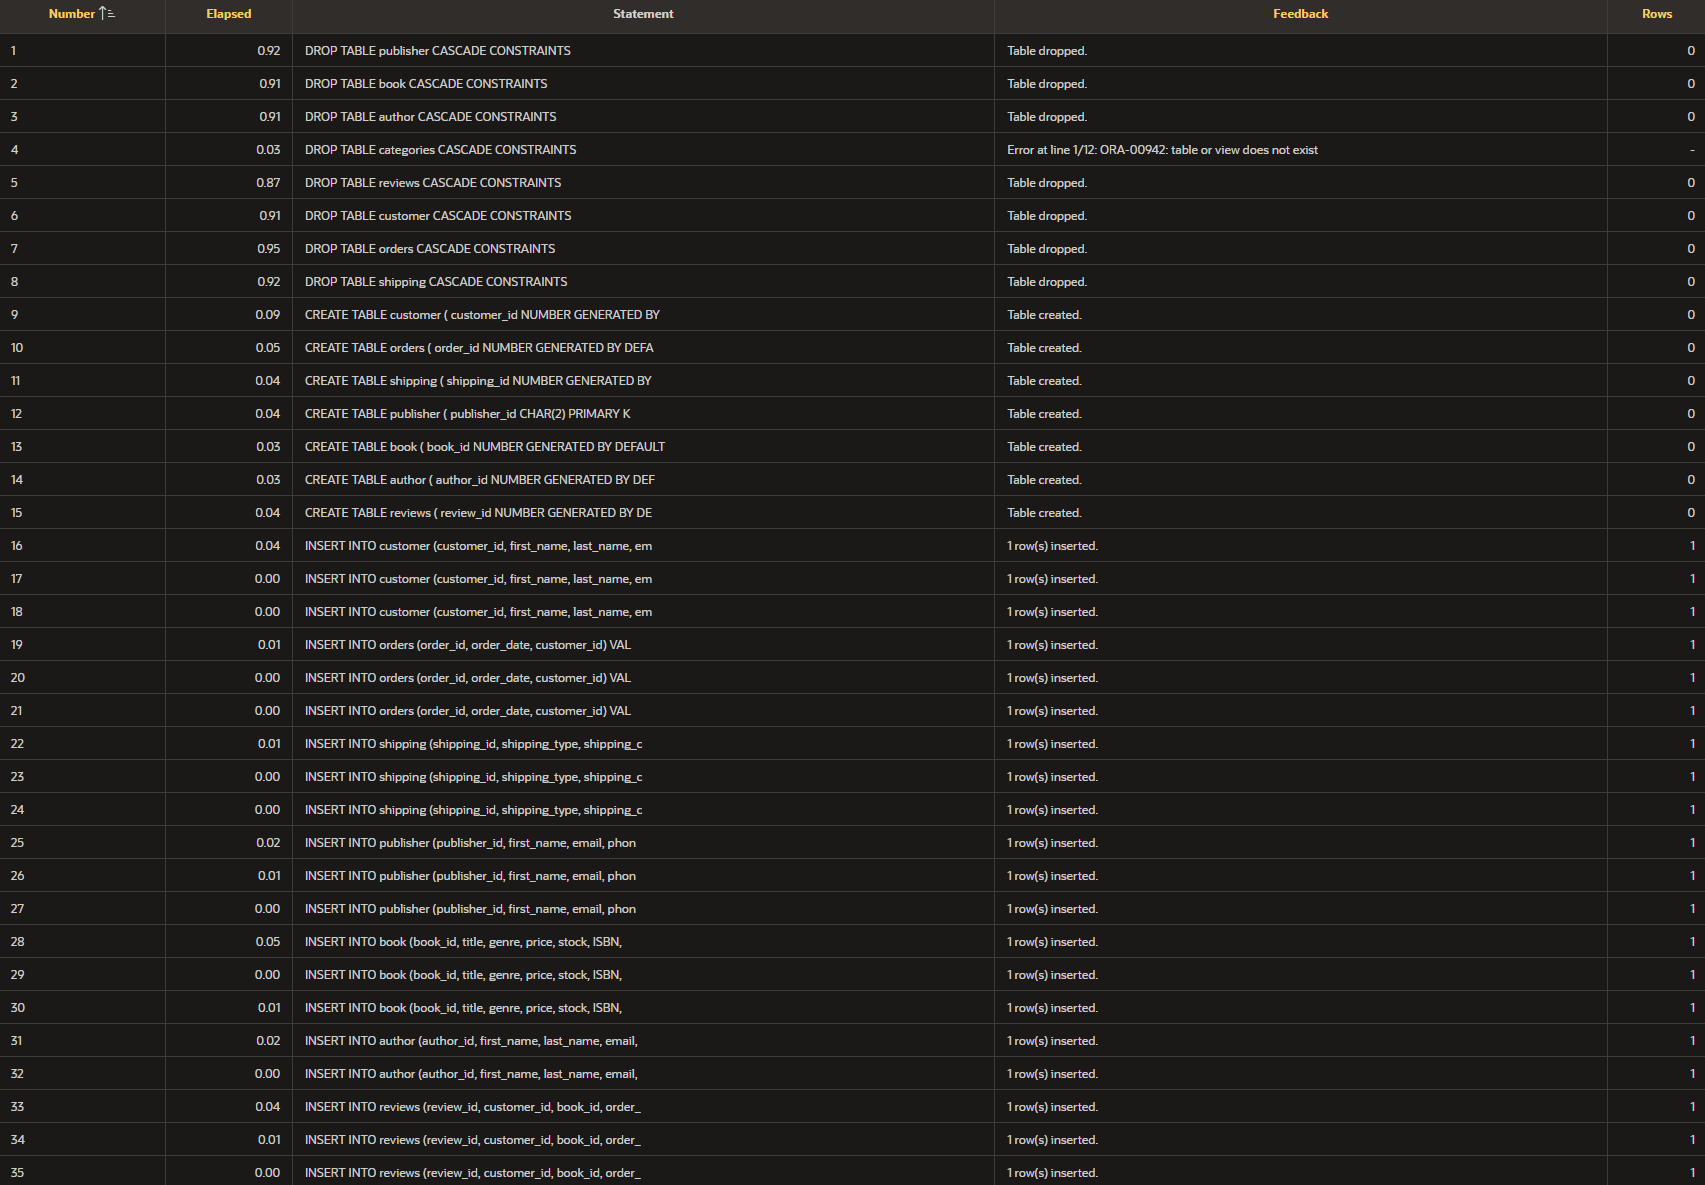 Number Elapsed Statement Feedback Rows
1 0.92 DROP TABLE publisher CASCADE CONSTRAINTS Table dropped. 0
2 0.91 DROP TABLE book CASCADE CONSTRAINTS Table dropped. 0
3 0.91 DROP TABLE author CASCADE CONSTRAINTS Table dropped. 0
4 0.03 DROP TABLE categories CASCADE CONSTRAINTS Error at line 1/12: ORA-00942: table or view does not exist -
5 0.87 DROP TABLE reviews CASCADE CONSTRAINTS Table dropped. 0
6 0.91 DROP TABLE customer CASCADE CONSTRAINTS Table dropped. 0
7 0.95 DROP TABLE orders CASCADE CONSTRAINTS Table dropped. 0
8 0.92 DROP TABLE shipping CASCADE CONSTRAINTS Table dropped. 0
9 0.09 CREATE TABLE customer ( customer_id NUMBER GENERATED BY Table created. 0
10 0.05 CREATE TABLE orders ( order_id NUMBER GENERATED BY DEFA Table created. 0
11 0.04 CREATE TABLE shipping ( shipping_id NUMBER GENERATED BY Table created. 0
12 0.04 CREATE TABLE publisher ( publisher_id CHAR(2) PRIMARY K Table created. 0
13 0.03 CREATE TABLE book ( book_id NUMBER GENERATED BY DEFAULT Table created. 0
14 0.03 CREATE TABLE author ( author_id NUMBER GENERATED BY DEF Table created. 0
15 0.04 CREATE TABLE reviews ( review_id NUMBER GENERATED BY DE Table created. 0
16 0.04 INSERT INTO customer (customer_id, first_name, last_name, em 1 row(s) inserted. 1
17 0.00 INSERT INTO customer (customer_id, first_name, last_name, em 1 row(s) inserted. 1
18 0.00 INSERT INTO customer (customer_id, first_name, last_name, em 1 row(s) inserted. 1
19 0.01 INSERT INTO orders (order_id, order_date, customer_id) VAL 1 row(s) inserted. 1
20 0.00 INSERT INTO orders (order_id, order_date, customer_id) VAL 1 row(s) inserted. 1
21 0.00 INSERT INTO orders (order_id, order_date, customer_id) VAL 1 row(s) inserted. 1
22 0.01 INSERT INTO shipping (shipping_id, shipping_type, shipping_c 1 row(s) inserted. 1
23 0.00 INSERT INTO shipping (shipping_id, shipping_type, shipping_c 1 row(s) inserted. 1
24 0.00 INSERT INTO shipping (shipping_id, shipping_type, shipping_c 1 row(s) inserted. 1
25 0.02 INSERT INTO publisher (publisher_id, first_name, email, phon 1 row(s) inserted. 1
26 0.01 INSERT INTO publisher (publisher_id, first_name, email, phon 1 row(s) inserted. 1
27 0.00 INSERT INTO publisher (publisher_id, first_name, email, phon 1 row(s) inserted. 1
28 0.05 INSERT INTO book (book_id, title, genre, price, stock, ISBN, 1 row(s) inserted. 1
29 0.00 INSERT INTO book (book_id, title, genre, price, stock, ISBN, 1 row(s) inserted. 1
30 0.01 INSERT INTO book (book_id, title, genre, price, stock, ISBN, 1 row(s) inserted. 1
31 0.02 INSERT INTO author (author_id, first_name, last_name, email, 1 row(s) inserted. 1
32 0.00 INSERT INTO author (author_id, first_name, last_name, email, 1 row(s) inserted. 1
33 0.04 INSERT INTO reviews (review_id, customer_id, book_id, order_ 1 row(s) inserted. 1
34 0.01 INSERT INTO reviews (review_id, customer_id, book_id, order_ 1 row(s) inserted. 1
35 0.00 INSERT INTO reviews (review_id, customer_id, book_id, order_ 1 row(s) inserted. 1